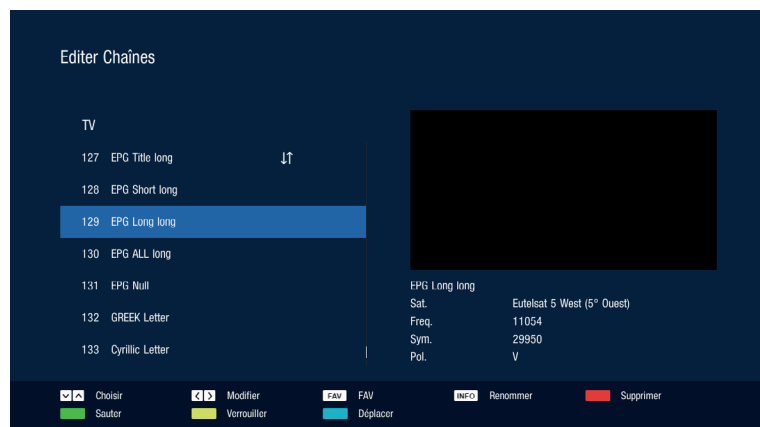 Editer Chaînes
TV
127 EPG Title long
128 EPG Short long
129 EPG Long long
130 EPG ALL long
131 EPG Null
132 GREEK Letter
133 Cyrillic Letter
EPG Long long
Sat. Eutelsat 5 West (5° Ouest)
Freq. 11054
Sym. 29950
Pol. V
Choisir Modifier FAV FAV INFO Renommer Supprimer
Sauter Verrouiller Déplacer